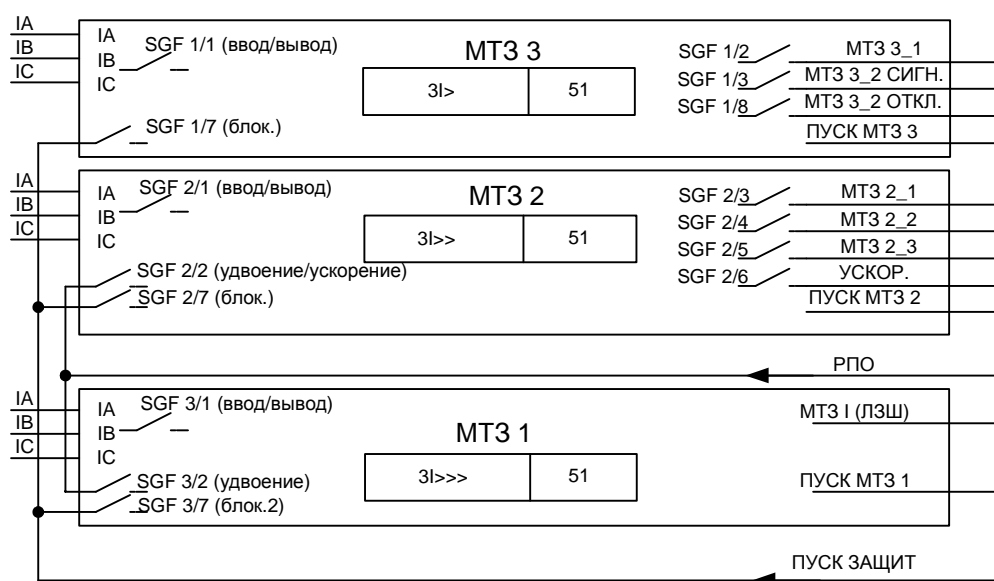 IA
IB
IC
IA
IB
IC
SGF 1/1 (ввод/вывод)
МТЗ 3
3I> 51
SGF 1/2 МТЗ 3_1
SGF 1/3 МТЗ 3_2 СИГН.
SGF 1/8 МТЗ 3_2 ОТКЛ.
ПУСК МТЗ 3
SGF 1/7 (блок.)
IA
IB
IC
IA
IB
IC
SGF 2/1 (ввод/вывод)
МТЗ 2
3I>> 51
SGF 2/3 МТЗ 2_1
SGF 2/4 МТЗ 2_2
SGF 2/5 МТЗ 2_3
SGF 2/6 УСКОР.
ПУСК МТЗ 2
SGF 2/2 (удвоение/ускорение)
SGF 2/7 (блок.)
РПО
IA
IB
IC
IA
IB
IC
SGF 3/1 (ввод/вывод)
МТЗ 1
3I>>> 51
МТЗ I (ЛЗШ)
ПУСК МТЗ 1
SGF 3/2 (удвоение)
SGF 3/7 (блок.2)
ПУСК ЗАЩИТ